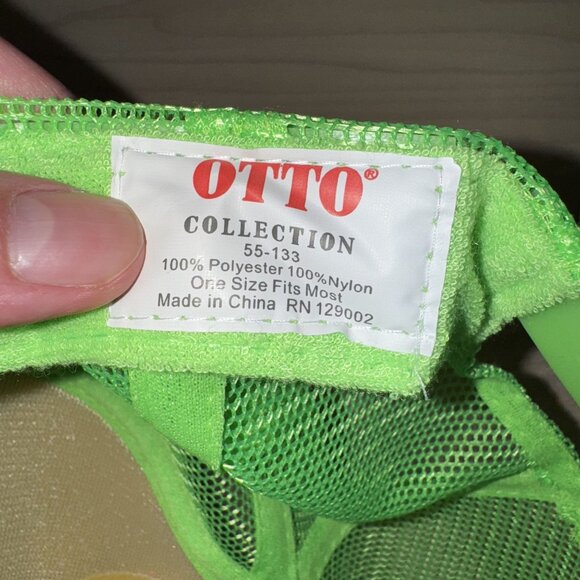 OTTO®
COLLECTION
55-133
100% Polyester 100%Nylon
One Size Fits Most
Made in China RN 129002